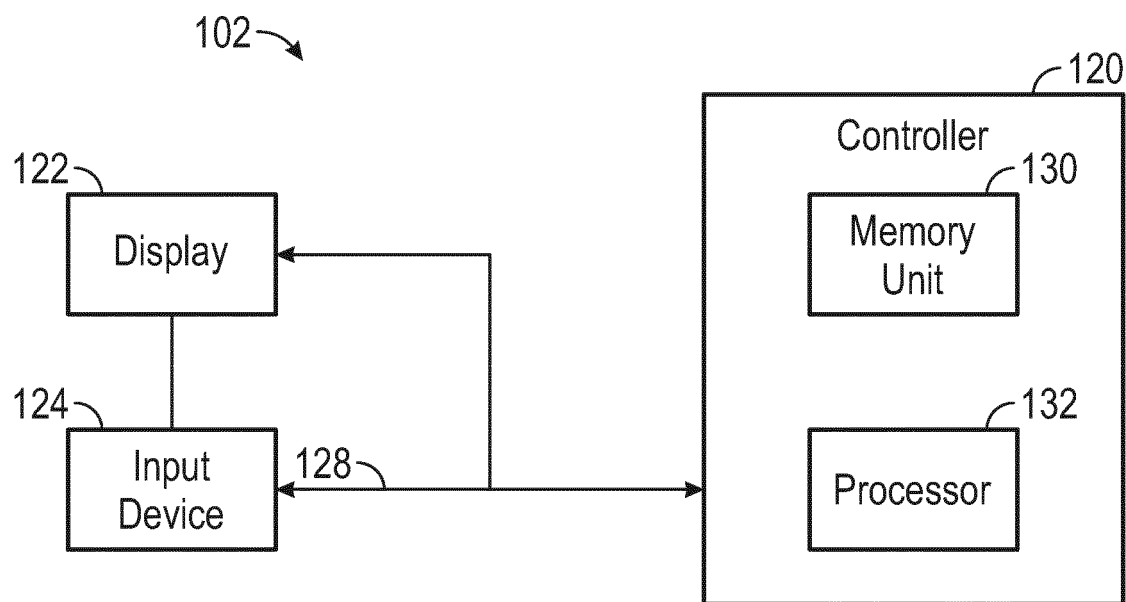 102
120
Controller
122
130
Display
Memory
Unit
124
132
Input
Device
128
Processor